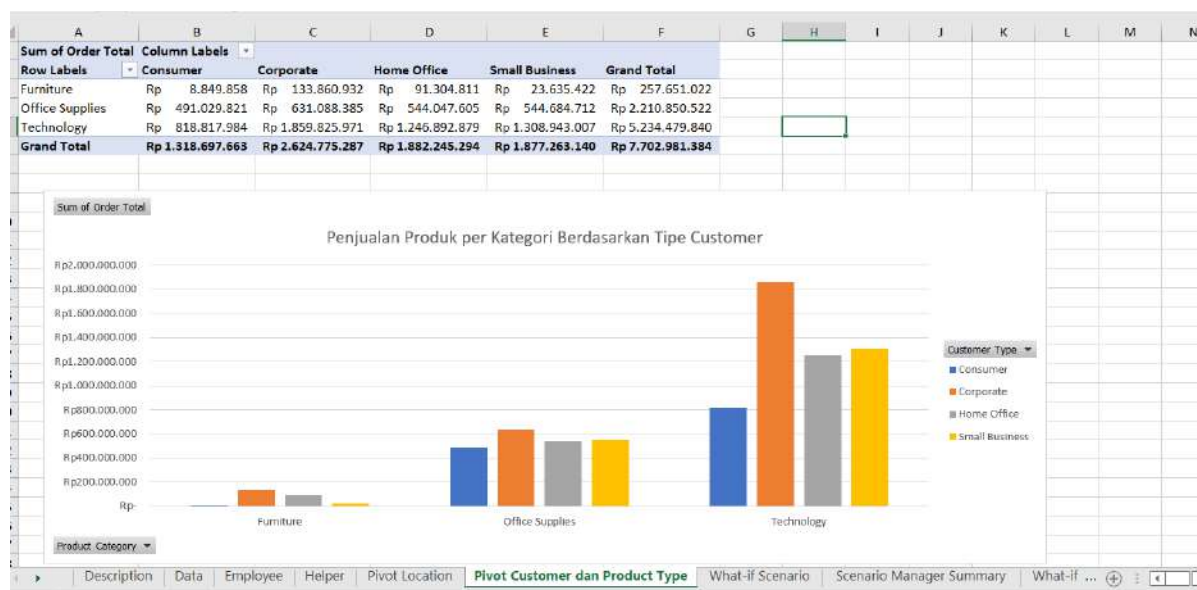 A B C D E F G H I J K L M N
Sum of Order Total Column Labels
Row Labels Consumer Corporate Home Office Small Business Grand Total
Furniture Rp 8.849.858 Rp 133.860.932 Rp 91.304.811 Rp 23.635.422 Rp 257.651.022
Office Supplies Rp 491.029.821 Rp 631.088.385 Rp 544.047.605 Rp 544.684.712 Rp 2.210.850.522
Technology Rp 818.817.984 Rp 1.859.825.971 Rp 1.246.892.879 Rp 1.308.943.007 Rp 5.234.479.840
Grand Total Rp 1.318.697.663 Rp 2.624.775.287 Rp 1.882.245.294 Rp 1.877.263.140 Rp 7.702.981.384
Sum of Order Total
Penjualan Produk per Kategori Berdasarkan Tipe Customer
Rp2.000.000.000
Rp1.800.000.000
Rp1.600.000.000
Rp1.400.000.000
Rp1.200.000.000
Rp1.000.000.000
Rp800.000.000
Rp600.000.000
Rp400.000.000
Rp200.000.000
Rp-
Furniture Office Supplies Technology
Customer Type
Consumer
Corporate
Home Office
Small Business
Product Category
Description Data Employee Helper Pivot Location Pivot Customer dan Product Type What-if Scenario Scenario Manager Summary What-if ...